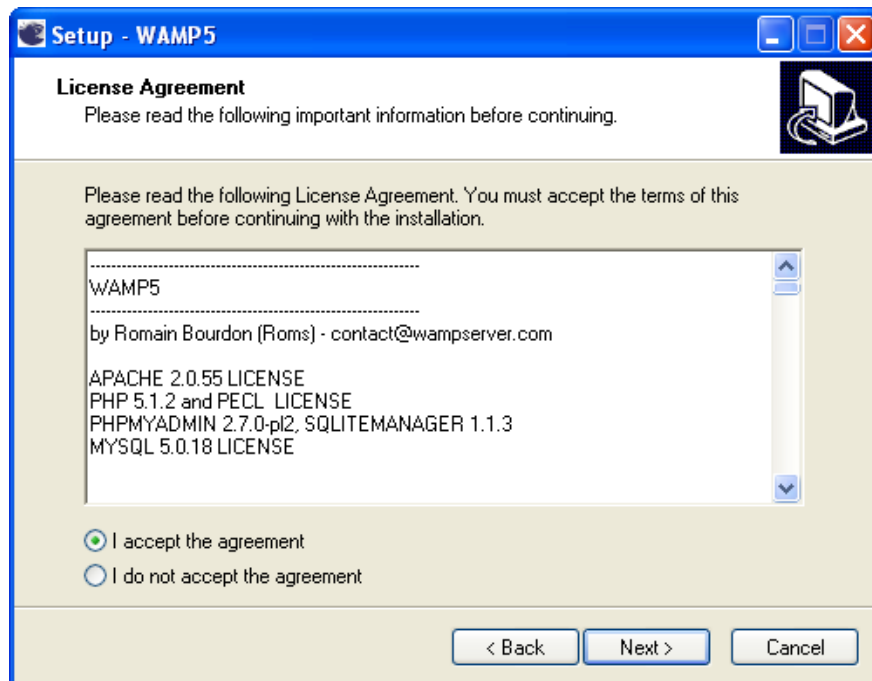 Setup - WAMP5
License Agreement
Please read the following important information before continuing.
Please read the following License Agreement. You must accept the terms of this
agreement before continuing with the installation.
------------------------------------------------------------------
WAMP5
------------------------------------------------------------------
by Romain Bourdon (Roms) - contact@wampserver.com
APACHE 2.0.55 LICENSE
PHP 5.1.2 and PECL  LICENSE
PHPMYADMIN 2.7.0-pl2, SQLITEMANAGER 1.1.3
MYSQL 5.0.18 LICENSE
I accept the agreement
I do not accept the agreement
< Back Next > Cancel